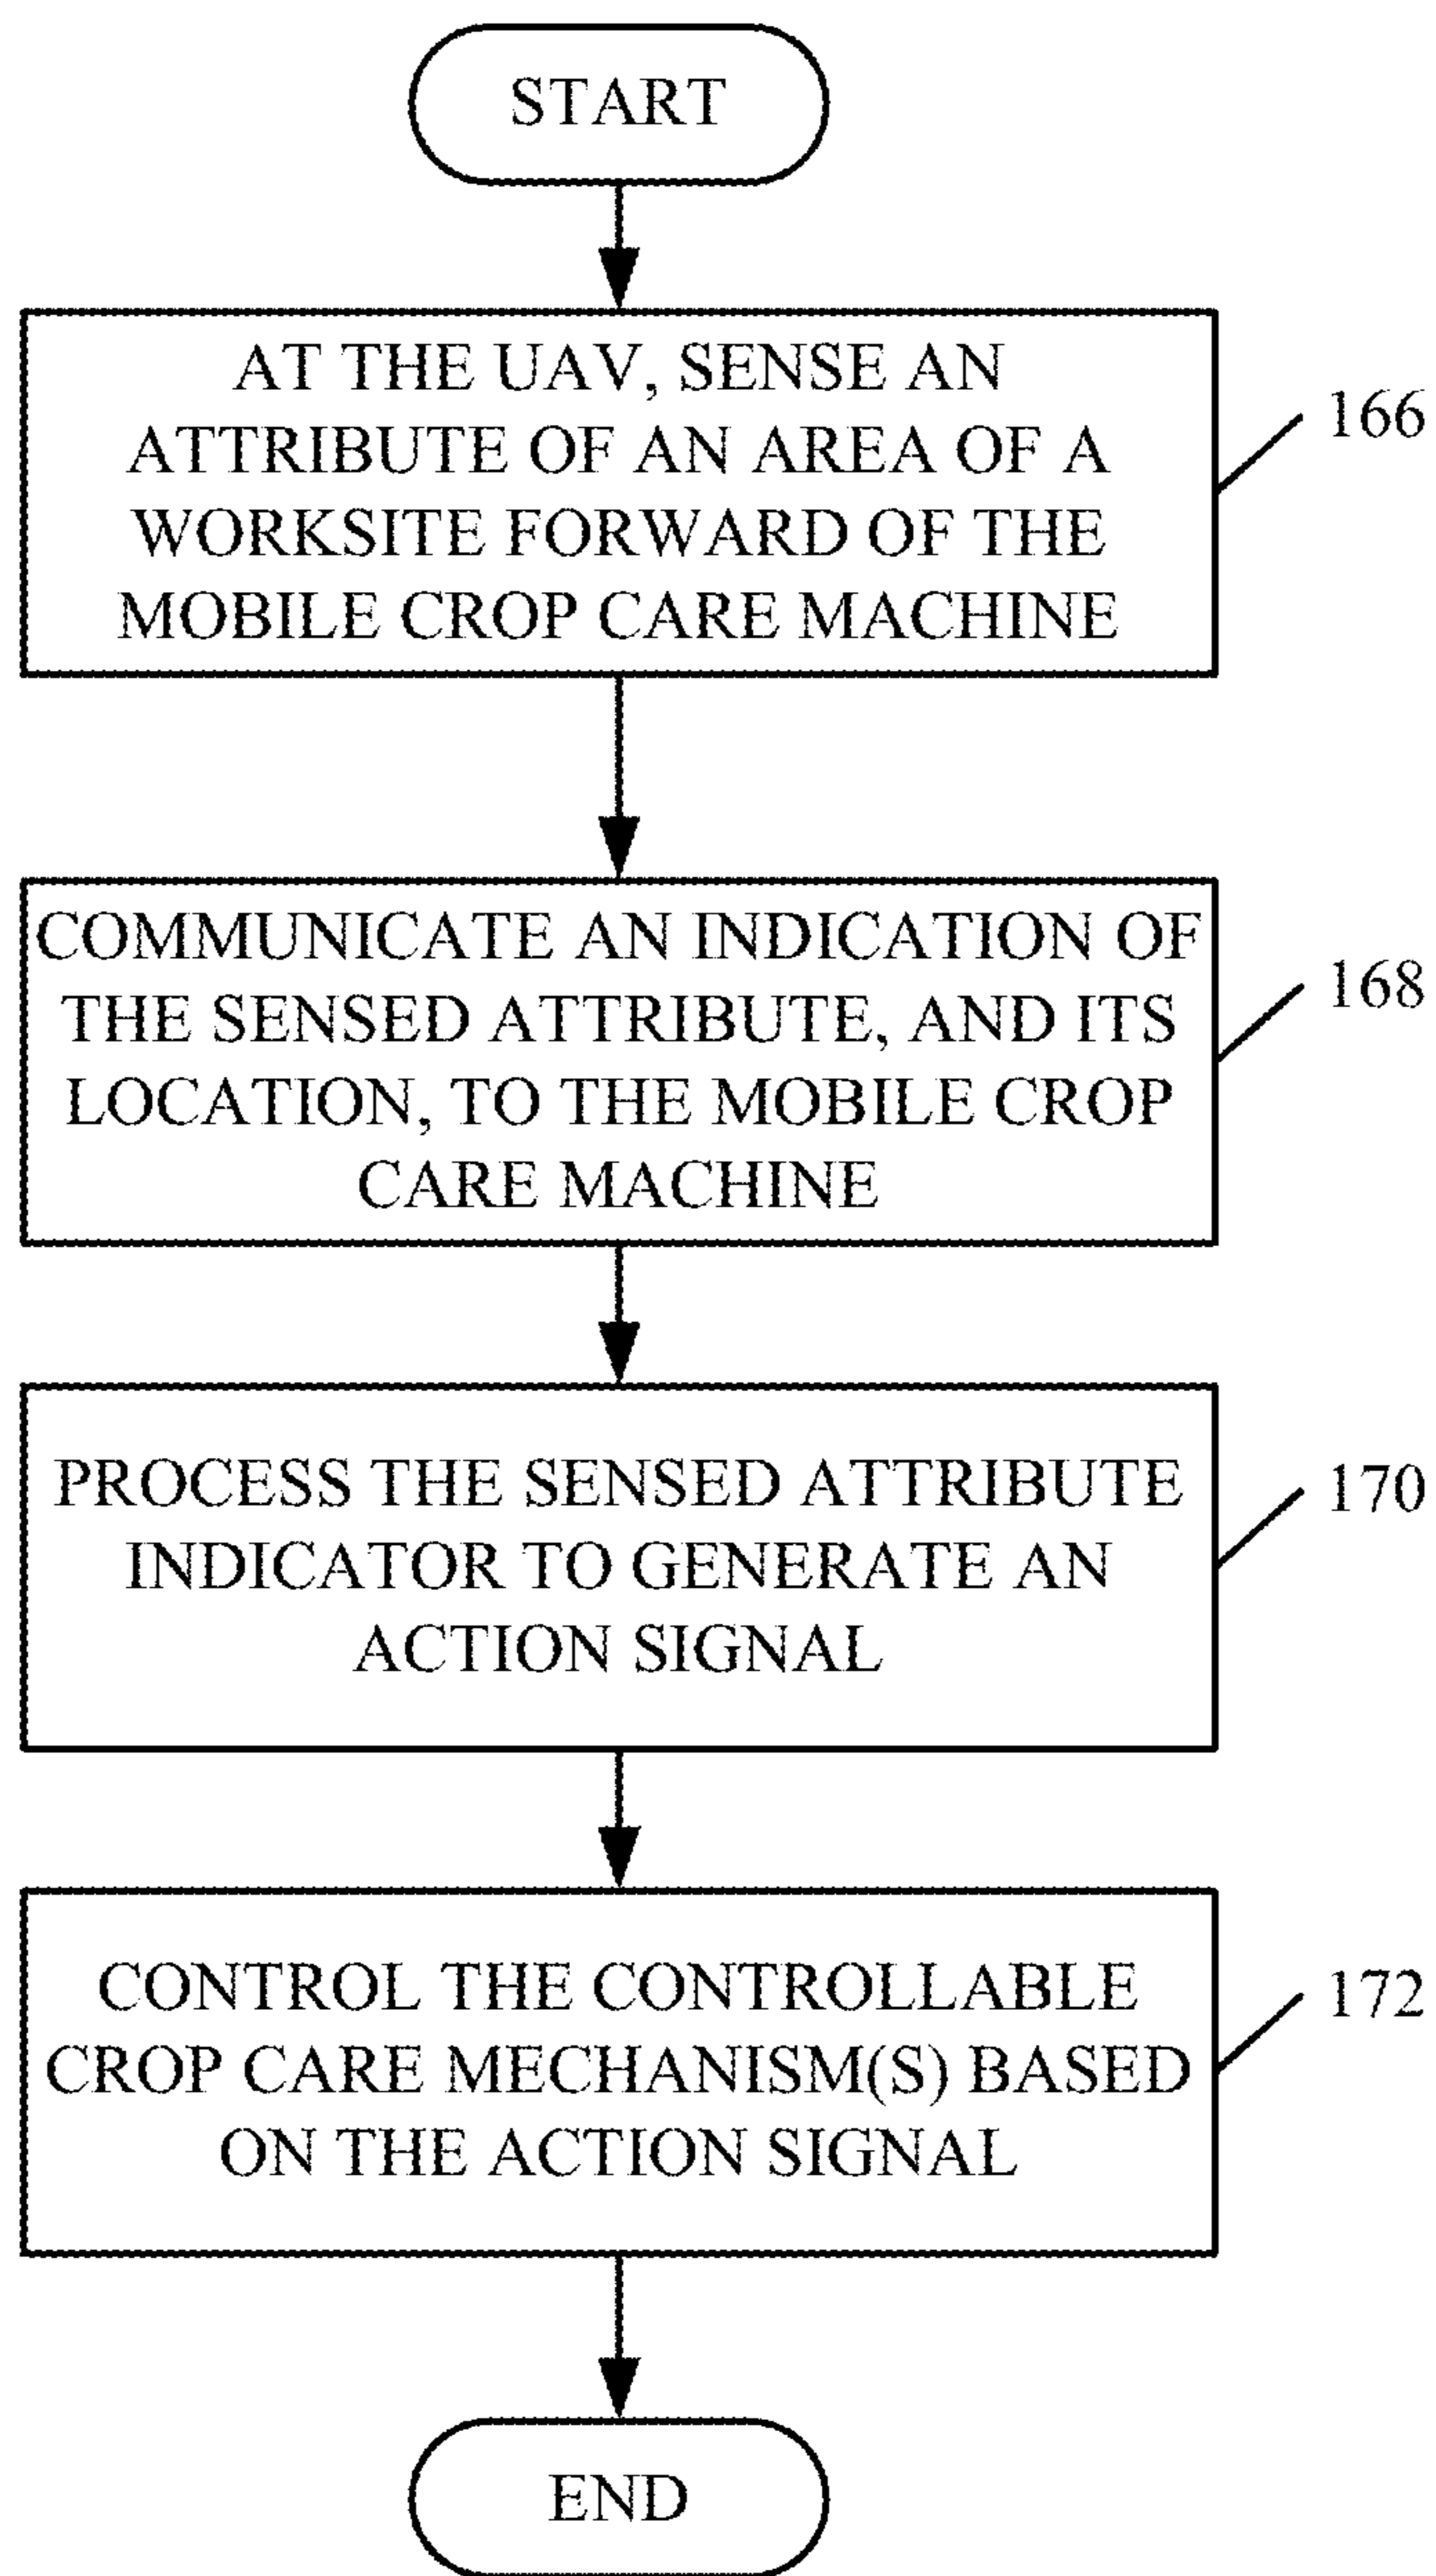 START
AT THE UAV, SENSE AN
ATTRIBUTE OF AN AREA OF A
WORKSITE FORWARD OF THE
MOBILE CROP CARE MACHINE
166
COMMUNICATE AN INDICATION OF
THE SENSED ATTRIBUTE, AND ITS
LOCATION, TO THE MOBILE CROP
CARE MACHINE
168
PROCESS THE SENSED ATTRIBUTE
INDICATOR TO GENERATE AN
ACTION SIGNAL
170
CONTROL THE CONTROLLABLE
CROP CARE MECHANISM(S) BASED
ON THE ACTION SIGNAL
172
END